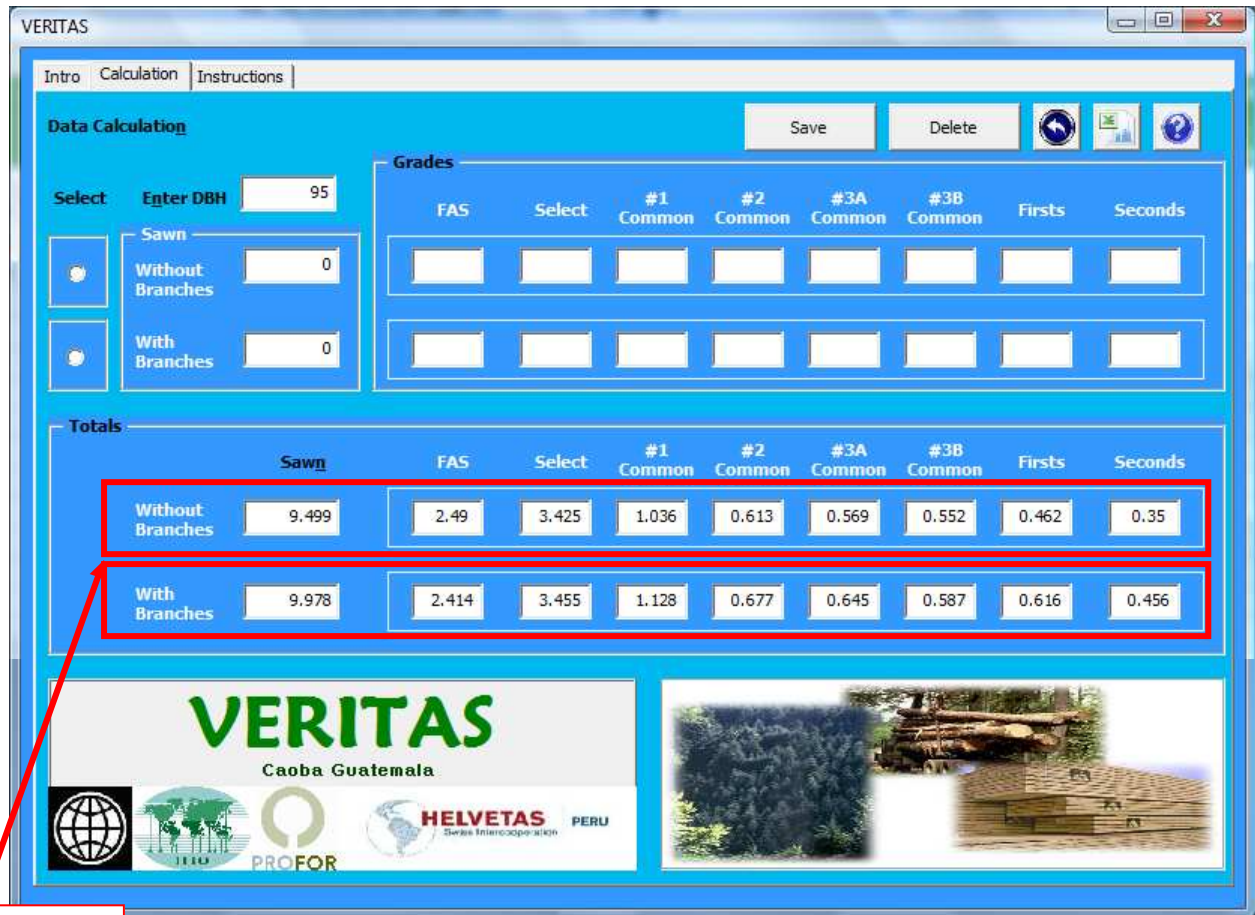 VERITAS
Intro Calculation Instructions
Data Calculation Save Delete
Grades
Select Enter DBH 95 FAS Select #1 Common #2 Common #3A Common #3B Common Firsts Seconds
Sawn
Without Branches 0
With Branches 0
Totals
Sawn FAS Select #1 Common #2 Common #3A Common #3B Common Firsts Seconds
Without Branches 9.499 2.49 3.425 1.036 0.613 0.569 0.552 0.462 0.35
With Branches 9.978 2.414 3.455 1.128 0.677 0.645 0.587 0.616 0.456
VERITAS
Caoba Guatemala
HELVETAS PERU
Swiss Intercooperation
ITTO
PROFOR